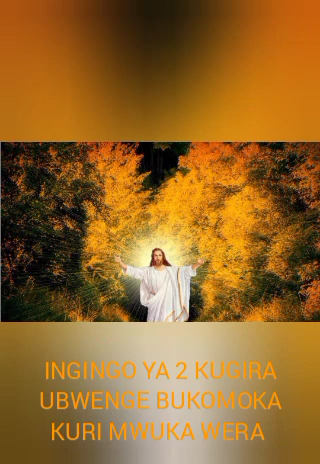 INGINGO YA 2 KUGIRA
UBWENGE BUKOMOKA
KURI MWUKA WERA